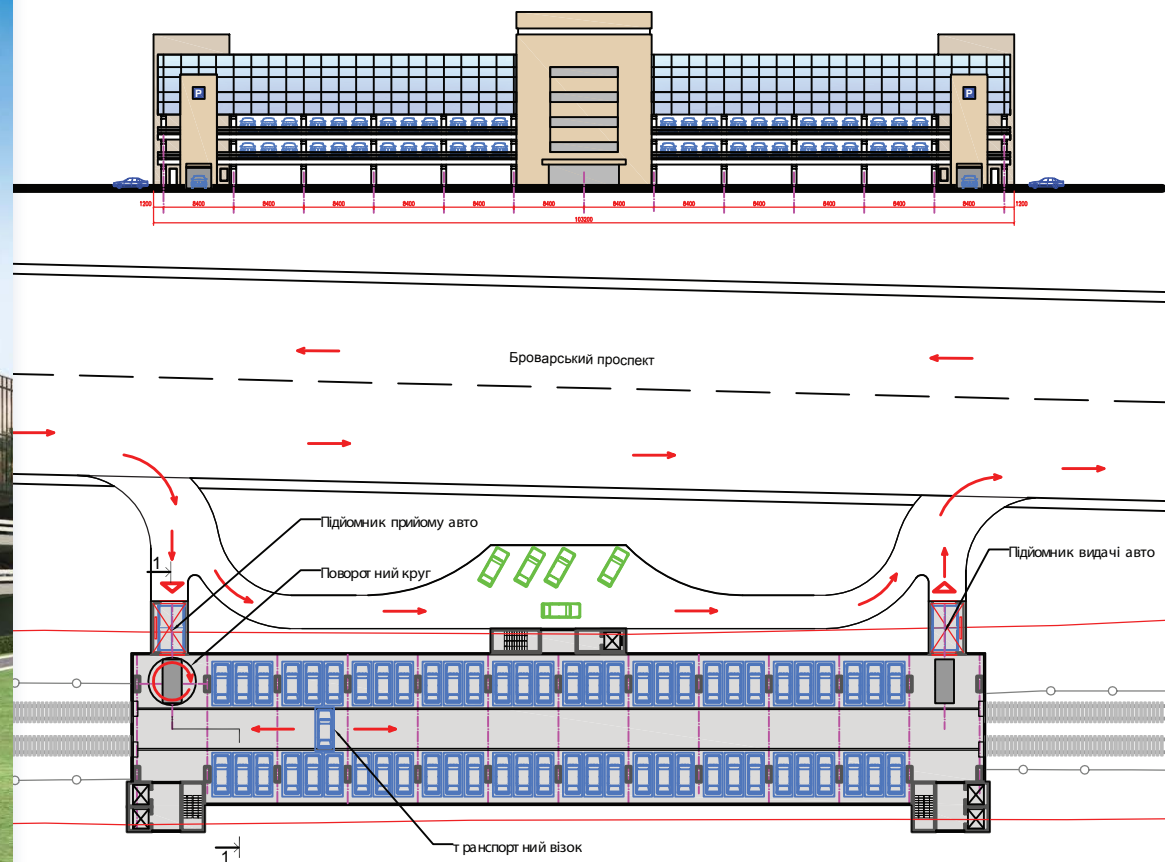 P P
1200 8400 8400 8400 8400 8400 8400 8400 8400 8400 8400 8400 8400 1200
103200
Броварський проспект
Підйомник прийому авто
Підйомник видачі авто
1
Поворотний круг
транспортний візок
1